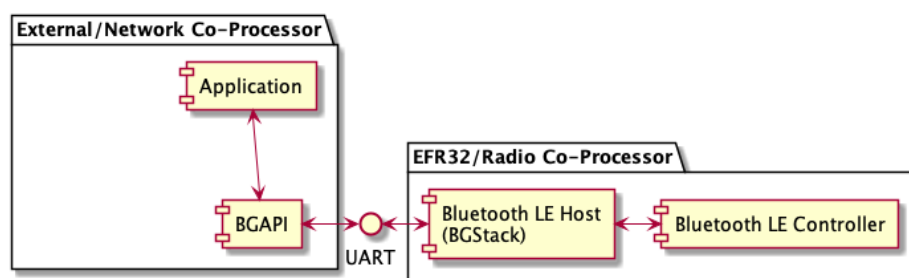 External/Network Co-Processor
Application
EFR32/Radio Co-Processor
BGAPI
UART
Bluetooth LE Host
(BGStack)
Bluetooth LE Controller